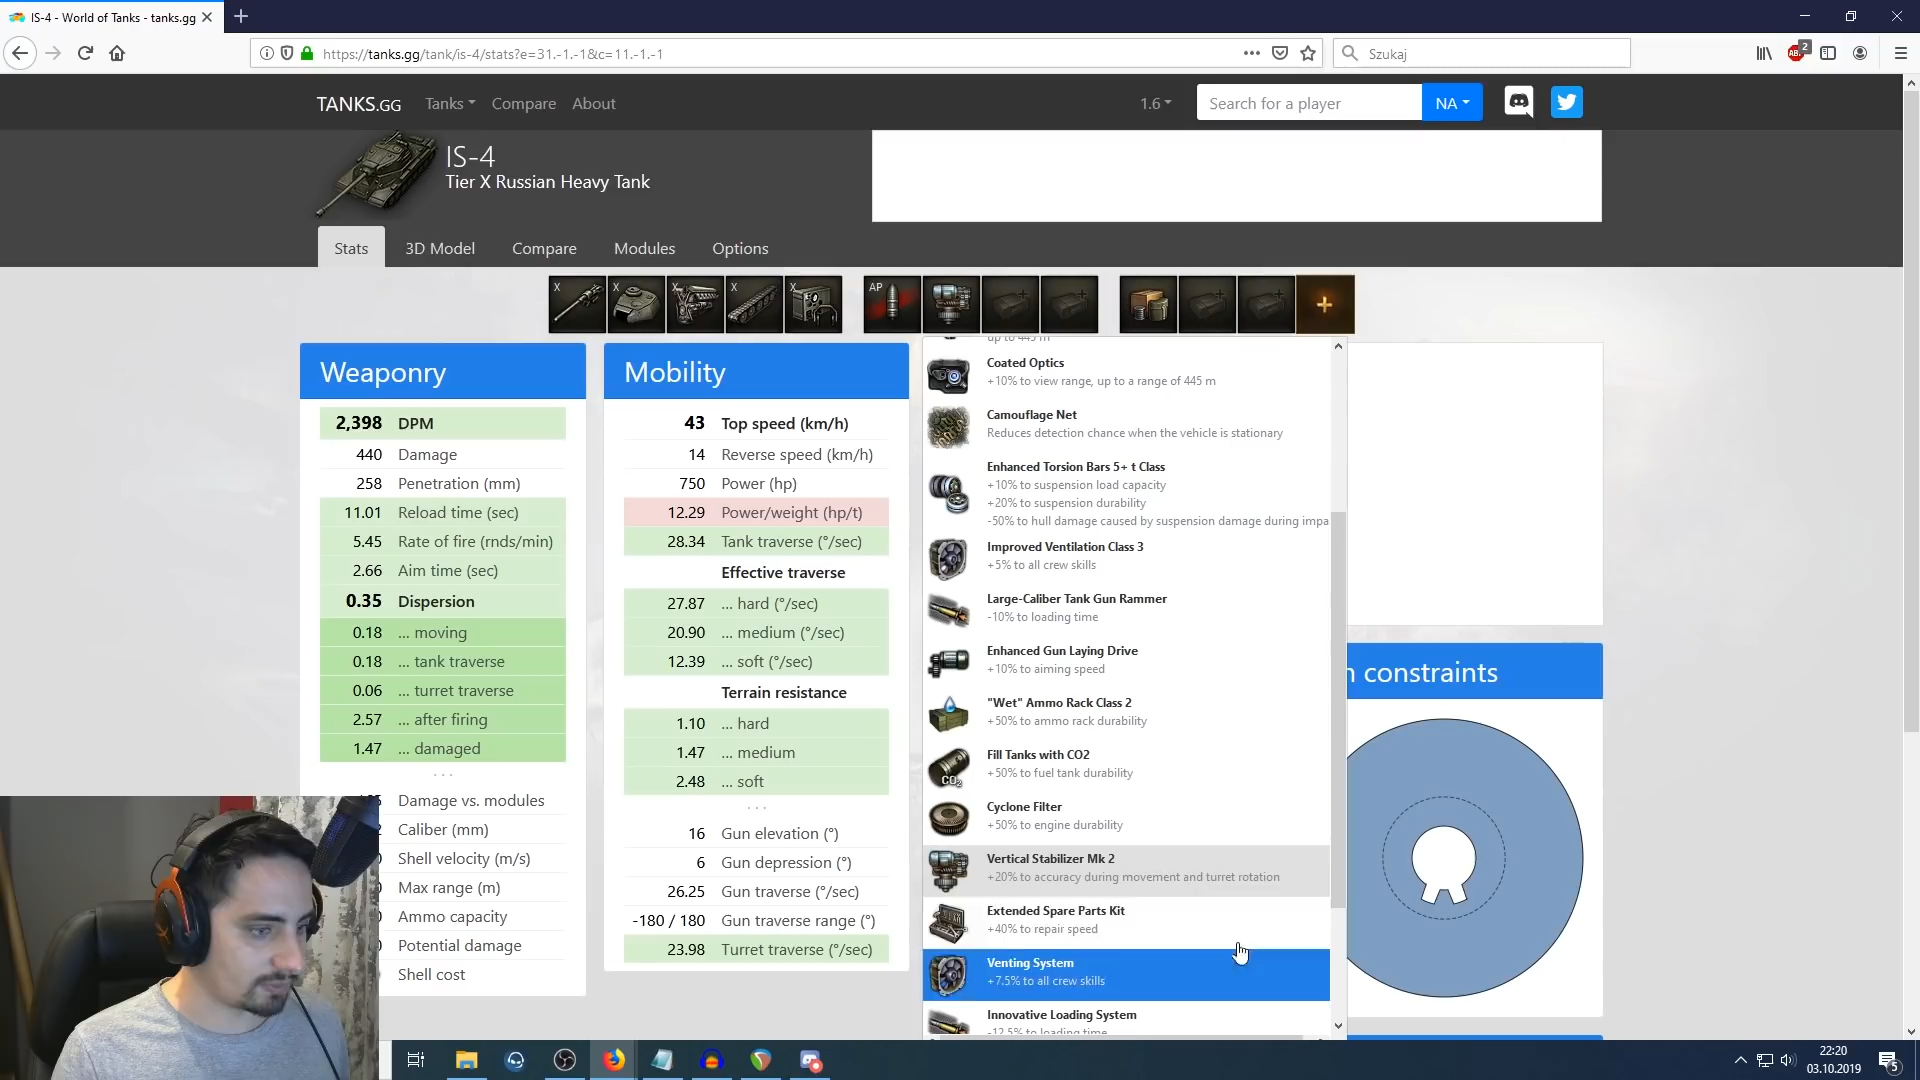 IS-4 - World of Tanks - tanks.gg
https://tanks.gg/tank/is-4/stats?e=31.-1.-1&c=11.-1.-1
Szukaj
2
TANKS.GG
Tanks
Compare
About
1.6
Search for a player
NA
IS-4
Tier X Russian Heavy Tank
Stats
3D Model
Compare
Modules
Options
X
X
X
X
X
AP
Weaponry
2,398 DPM
440 Damage
258 Penetration (mm)
11.01 Reload time (sec)
5.45 Rate of fire (rnds/min)
2.66 Aim time (sec)
0.35 Dispersion
0.18 ... moving
0.18 ... tank traverse
0.06 ... turret traverse
2.57 ... after firing
1.47 ... damaged
...
Damage vs. modules
Caliber (mm)
Shell velocity (m/s)
Max range (m)
Ammo capacity
Potential damage
Shell cost
Mobility
43 Top speed (km/h)
14 Reverse speed (km/h)
750 Power (hp)
12.29 Power/weight (hp/t)
28.34 Tank traverse (°/sec)
Effective traverse
27.87 ... hard (°/sec)
20.90 ... medium (°/sec)
12.39 ... soft (°/sec)
Terrain resistance
1.10 ... hard
1.47 ... medium
2.48 ... soft
...
16 Gun elevation (°)
6 Gun depression (°)
26.25 Gun traverse (°/sec)
-180 / 180 Gun traverse range (°)
23.98 Turret traverse (°/sec)
up to 445 m
Coated Optics
+10% to view range, up to a range of 445 m
Camouflage Net
Reduces detection chance when the vehicle is stationary
Enhanced Torsion Bars 5+ t Class
+10% to suspension load capacity
+20% to suspension durability
-50% to hull damage caused by suspension damage during impa
Improved Ventilation Class 3
+5% to all crew skills
Large-Caliber Tank Gun Rammer
-10% to loading time
Enhanced Gun Laying Drive
+10% to aiming speed
"Wet" Ammo Rack Class 2
+50% to ammo rack durability
Fill Tanks with CO2
+50% to fuel tank durability
Cyclone Filter
+50% to engine durability
Vertical Stabilizer Mk 2
+20% to accuracy during movement and turret rotation
Extended Spare Parts Kit
+40% to repair speed
Venting System
+7.5% to all crew skills
Innovative Loading System
-12.5% to loading time
constraints
22:20
03.10.2019
5